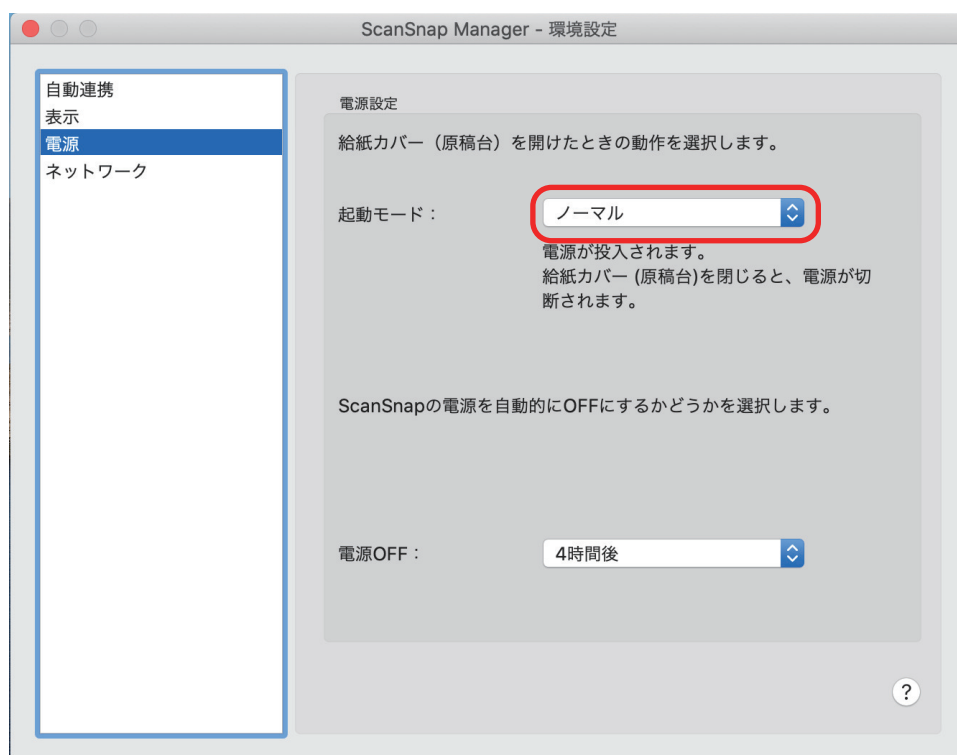 ScanSnap Manager - 環境設定
自動連携
表示
電源
ネットワーク
電源設定
給紙カバー（原稿台）を開けたときの動作を選択します。
起動モード：
ノーマル
電源が投入されます。
給紙カバー (原稿台)を閉じると、電源が切
断されます。
ScanSnapの電源を自動的にOFFにするかどうかを選択します。
電源OFF：
4時間後
?